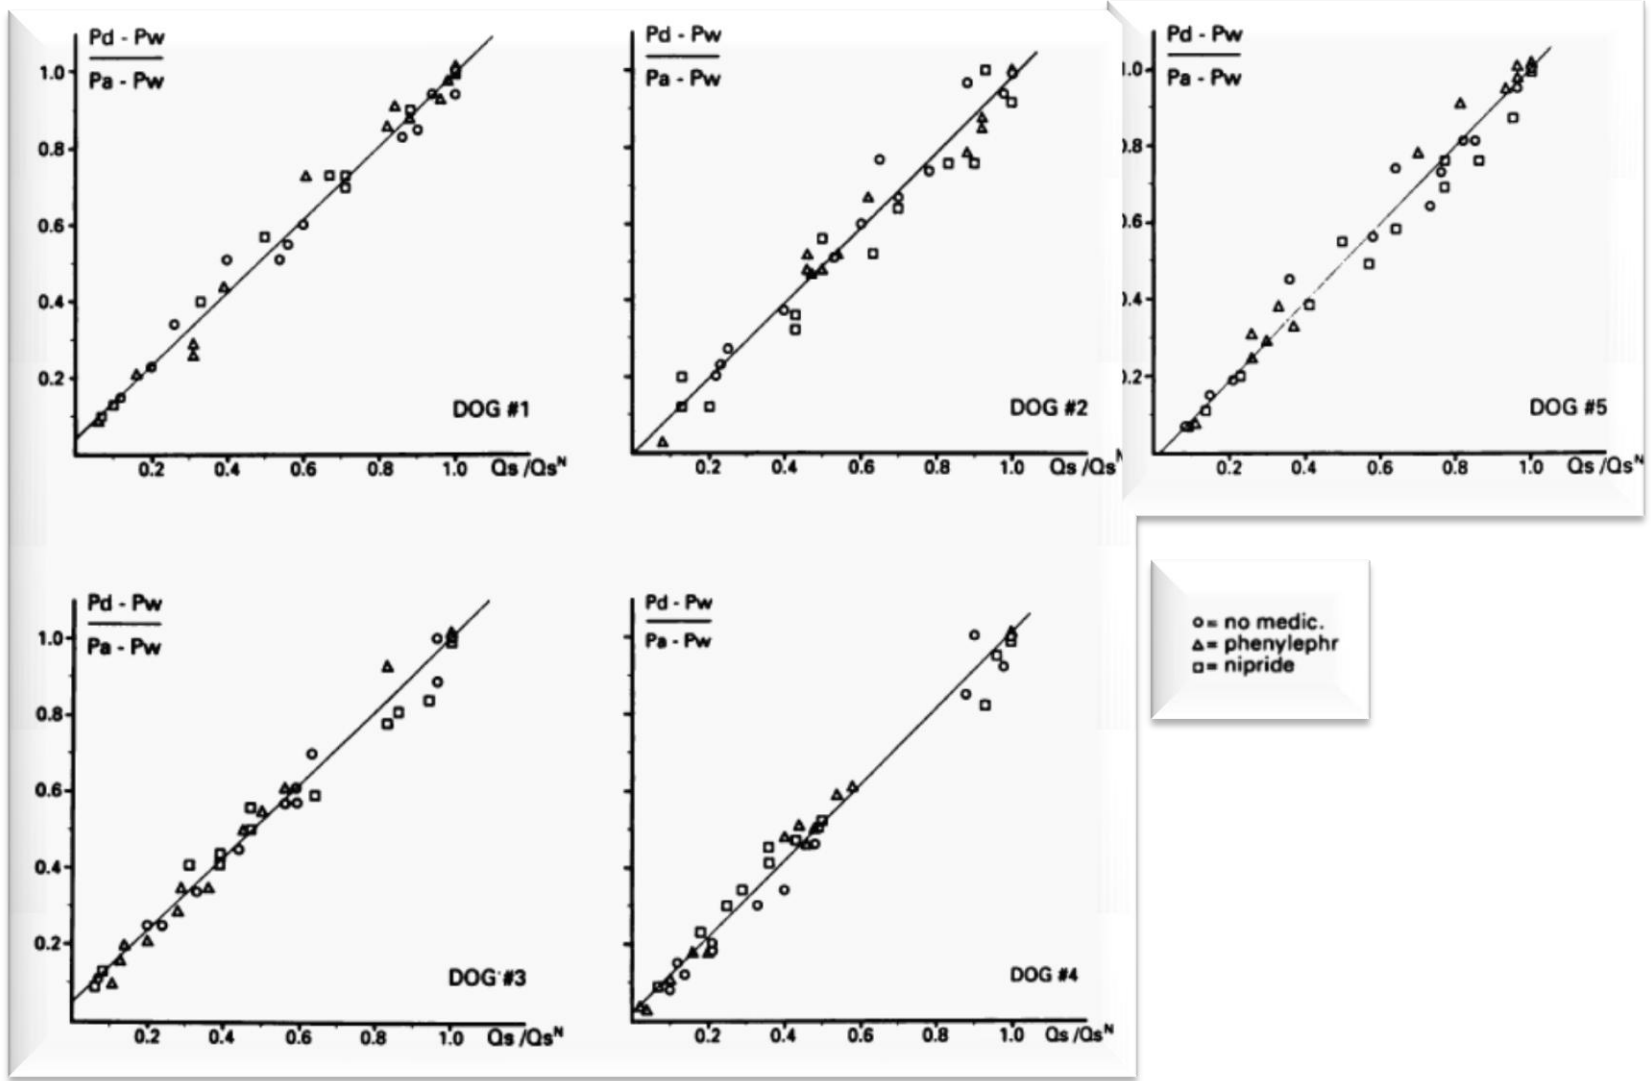 Pd - Pw
Pa - Pw
1.0
0.8
0.6
0.4
0.2
DOG #1
0.2 0.4 0.6 0.8 1.0 Qs/Qsᴺ
Pd - Pw
Pa - Pw
DOG #2
0.2 0.4 0.6 0.8 1.0 Qs/Qsᴺ
Pd - Pw
Pa - Pw
1.0
0.8
0.6
0.4
0.2
DOG #5
0.2 0.4 0.6 0.8 1.0 Qs/Qsᴺ
Pd - Pw
Pa - Pw
1.0
0.8
0.6
0.4
0.2
DOG #3
0.2 0.4 0.6 0.8 1.0 Qs/Qsᴺ
Pd - Pw
Pa - Pw
DOG #4
0.2 0.4 0.6 0.8 1.0 Qs/Qsᴺ
o= no medic.
△= phenylephr
□= nipride